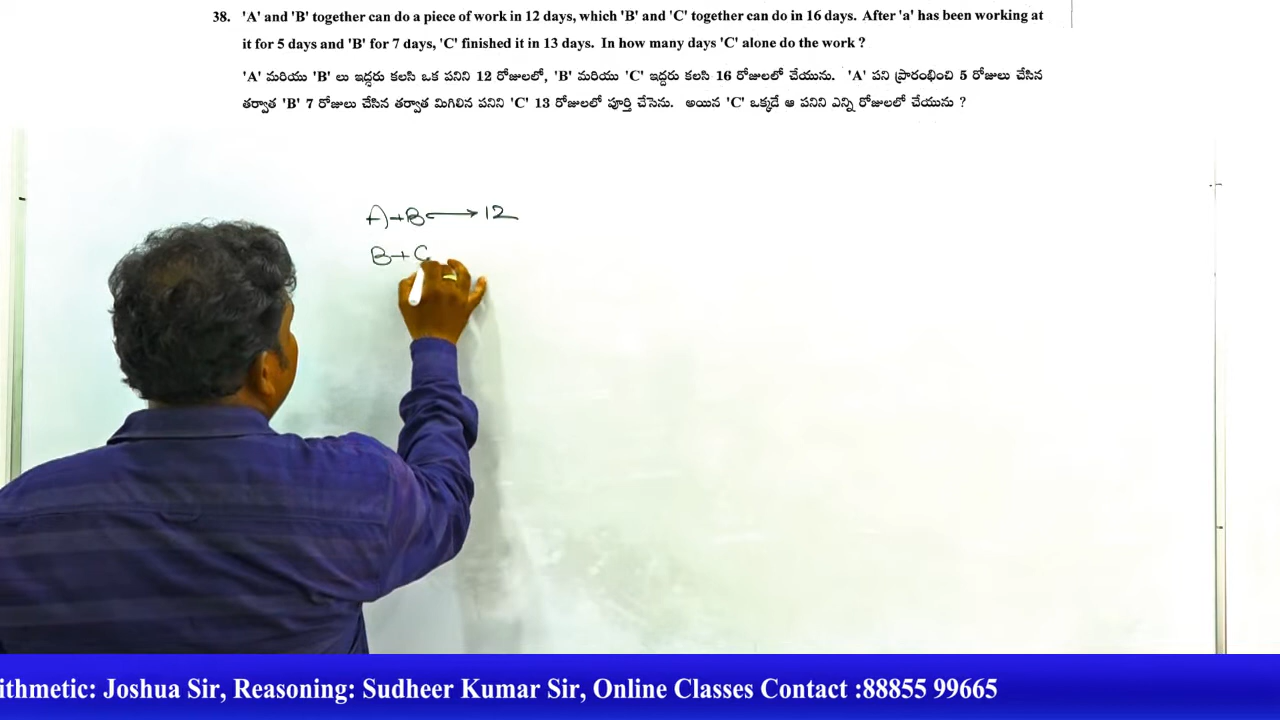 38. 'A' and 'B' together can do a piece of work in 12 days, which 'B' and 'C' together can do in 16 days. After 'a' has been working at
it for 5 days and 'B' for 7 days, 'C' finished it in 13 days. In how many days 'C' alone do the work ?
'A' మరియు 'B' లు ఇద్దరు కలసి ఒక పనిని 12 రోజులలో, 'B' మరియు 'C' ఇద్దరు కలసి 16 రోజులలో చేయును. 'A' పని ప్రారంభించి 5 రోజులు చేసిన
తర్వాత 'B' 7 రోజులు చేసిన తర్వాత మిగిలిన పనిని 'C' 13 రోజులలో పూర్తి చేసెను. అయిన 'C' ఒక్కడే ఆ పనిని ఎన్ని రోజులలో చేయును ?
A+B → 12
B+C
ithmetic: Joshua Sir, Reasoning: Sudheer Kumar Sir, Online Classes Contact :88855 99665